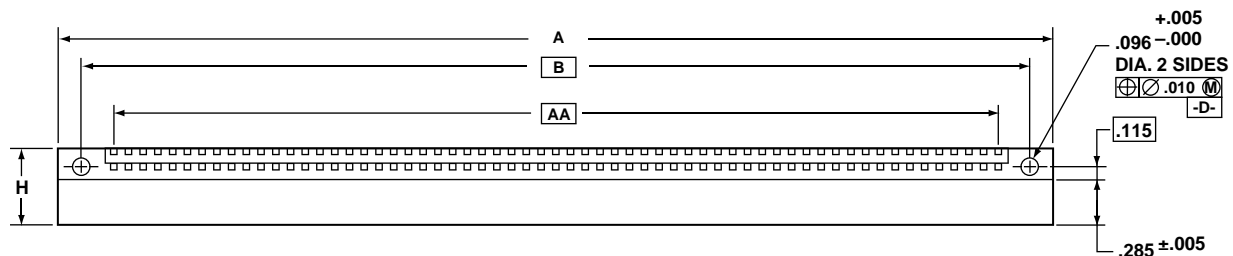 A
B
AA
H
+.005
.096 –.000
DIA. 2 SIDES
⌖ ⌀ .010 Ⓜ
-D-
.115
.285 ±.005